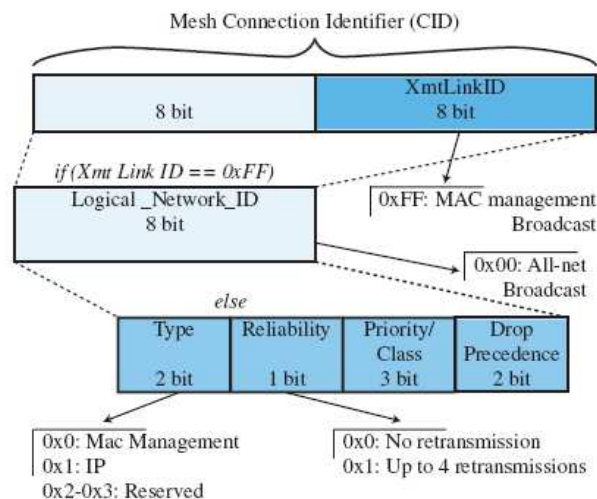 Mesh Connection Identifier (CID)
8 bit
XmtLinkID
8 bit
if (Xmt Link ID == 0xFF)
Logical _Network_ID
8 bit
0xFF: MAC management
Broadcast
0x00: All-net
Broadcast
else
Type
2 bit
Reliability
1 bit
Priority/
Class
3 bit
Drop
Precedence
2 bit
0x0: Mac Management
0x1: IP
0x2-0x3: Reserved
0x0: No retransmission
0x1: Up to 4 retransmissions